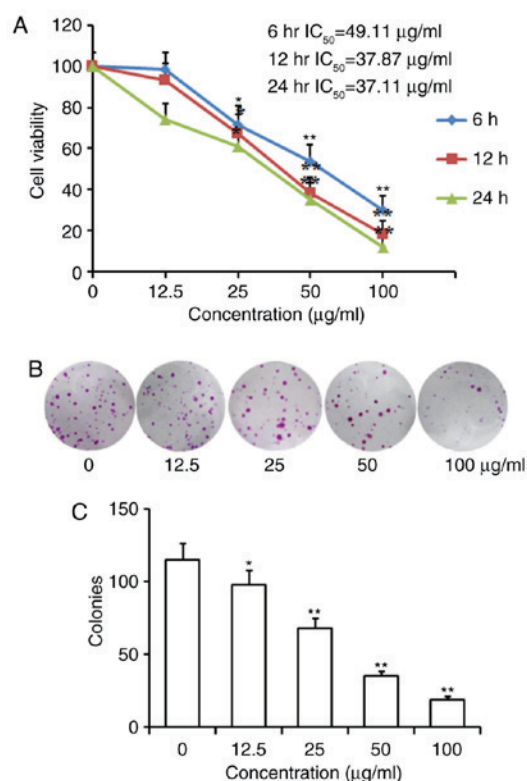 A
6 hr IC50=49.11 µg/ml
12 hr IC50=37.87 µg/ml
24 hr IC50=37.11 µg/ml
120
100
80
60
40
20
0
Cell viability
*
*
*
**
**
**
**
**
**
6 h
12 h
24 h
0 12.5 25 50 100
Concentration (µg/ml)
B
0 12.5 25 50 100 µg/ml
C
150
100
50
0
Colonies
* ** ** **
0 12.5 25 50 100
Concentration (µg/ml)